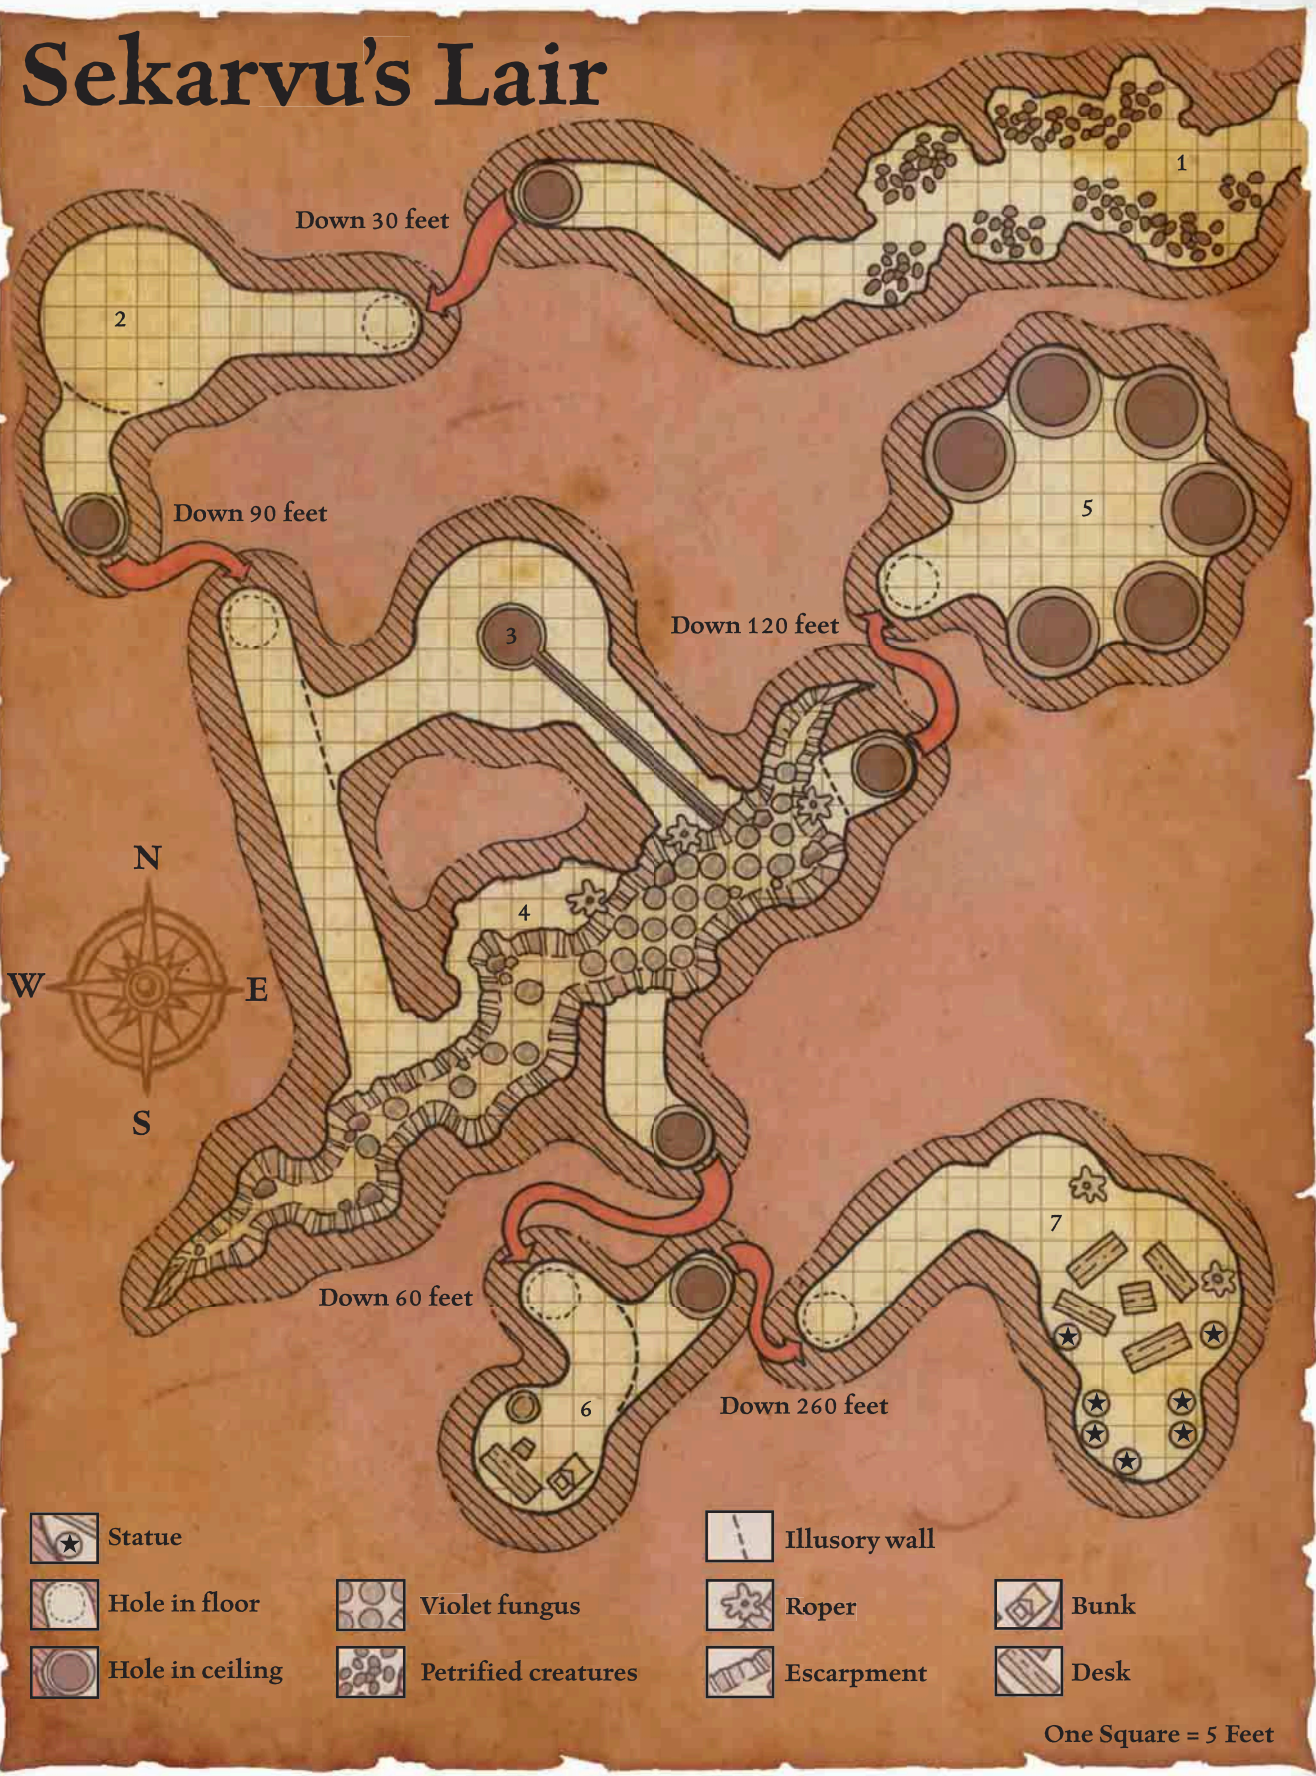 Sekarvu's Lair
1
Down 30 feet
2
5
Down 90 feet
3
Down 120 feet
N
4
W
E
S
7
Down 60 feet
6
Down 260 feet
Statue
Illusory wall
Hole in floor
Violet fungus
Roper
Bunk
Hole in ceiling
Petrified creatures
Escarpment
Desk
One Square = 5 Feet